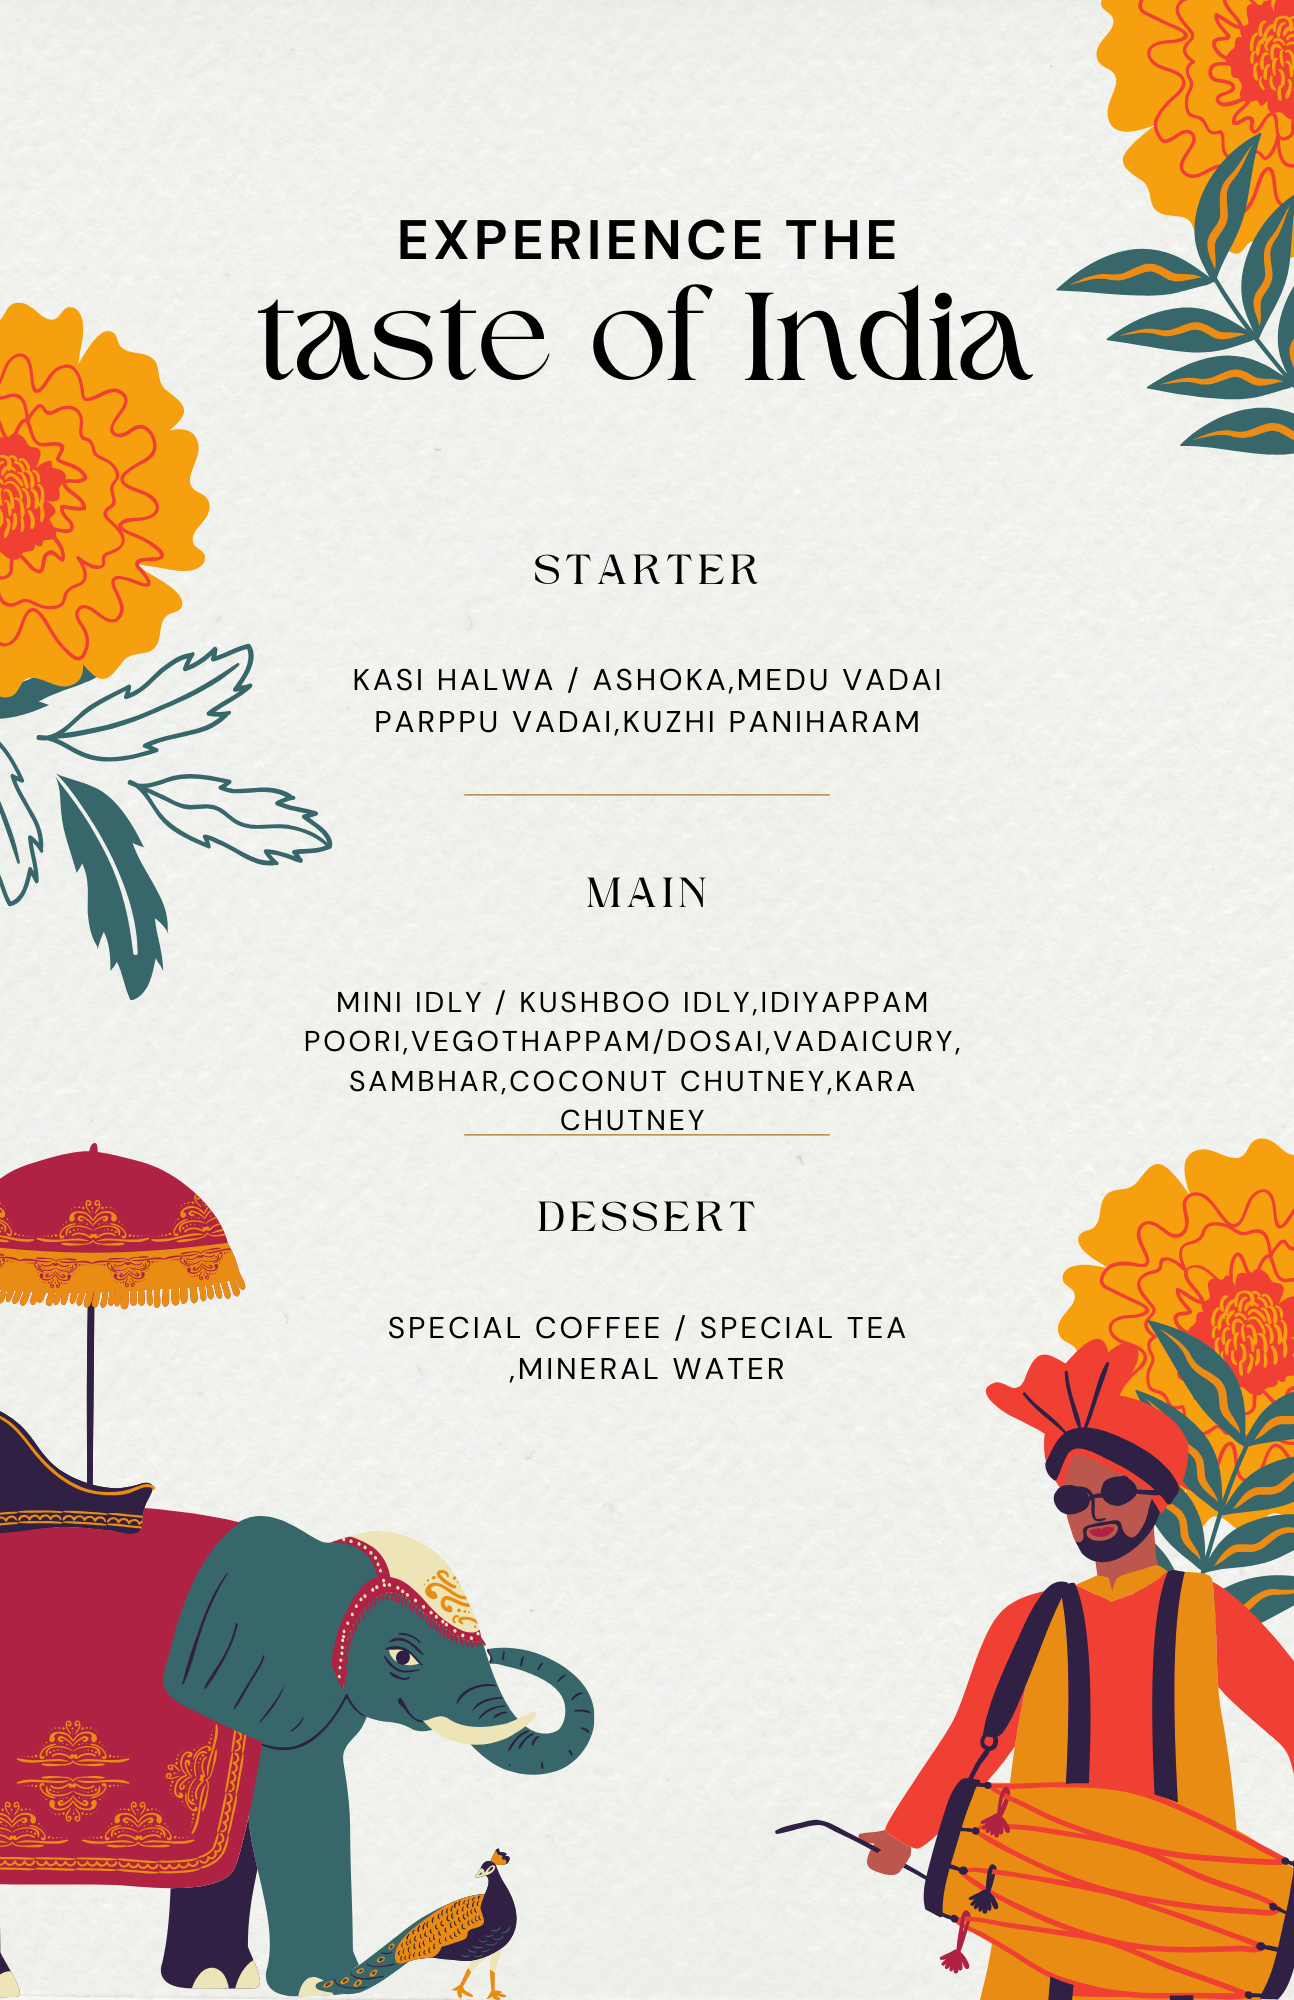 EXPERIENCE THE
taste of India
STARTER
KASI HALWA / ASHOKA,MEDU VADAI
PARPPU VADAI,KUZHI PANIHARAM
MAIN
MINI IDLY / KUSHBOO IDLY,IDIYAPPAM
POORI,VEGOTHAPPAM/DOSAI,VADAICURY,
SAMBHAR,COCONUT CHUTNEY,KARA
CHUTNEY
DESSERT
SPECIAL COFFEE / SPECIAL TEA
,MINERAL WATER